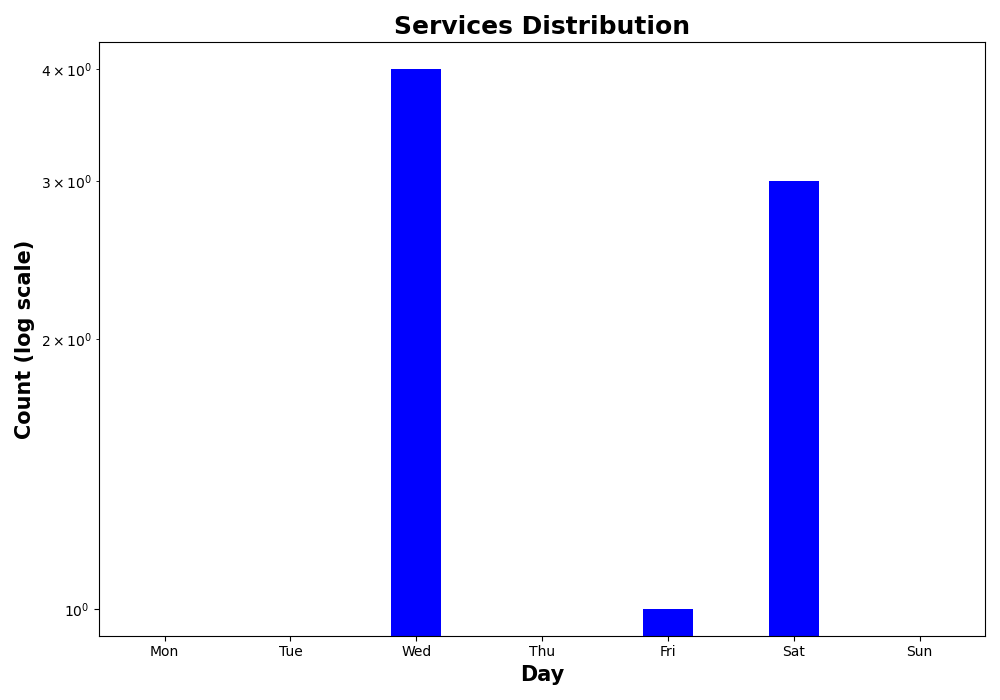 Services Distribution
4 × 10⁰
3 × 10⁰
2 × 10⁰
10⁰
Count (log scale)
Mon Tue Wed Thu Fri Sat Sun
Day